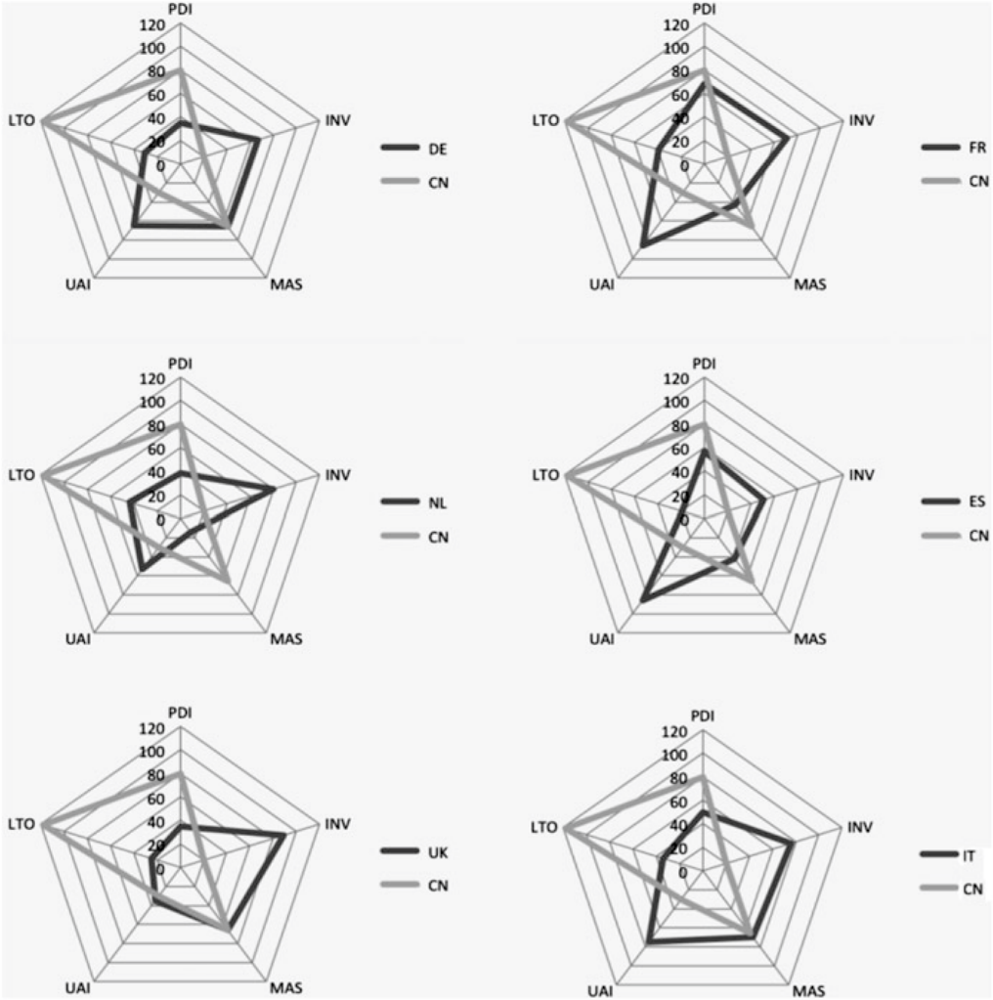 PDI
120
100
80
60
40
20
0
LTO
INV
UAI
MAS
DE
CN
PDI
120
100
80
60
40
20
0
LTO
INV
UAI
MAS
FR
CN
PDI
120
100
80
60
40
20
0
LTO
INV
UAI
MAS
NL
CN
PDI
120
100
80
60
40
20
0
LTO
INV
UAI
MAS
ES
CN
PDI
120
100
80
60
40
20
0
LTO
INV
UAI
MAS
UK
CN
PDI
120
100
80
60
40
20
0
LTO
INV
UAI
MAS
IT
CN